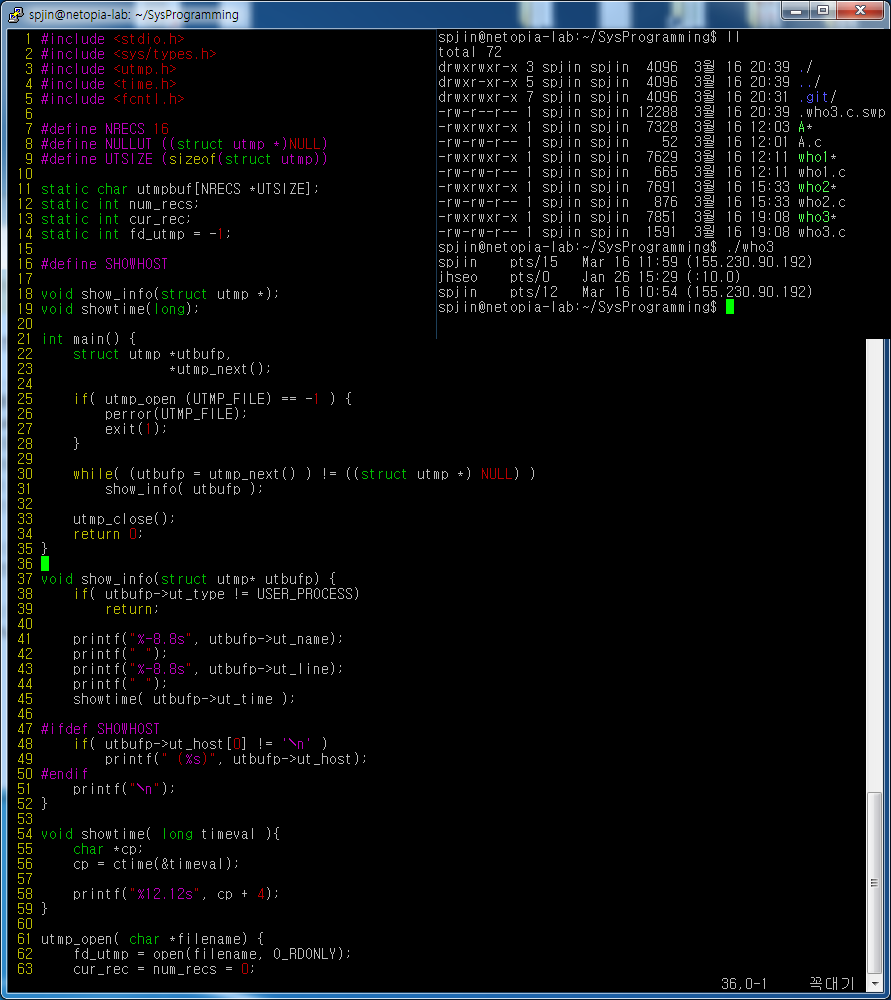 spjin@netopia-lab: ~/SysProgramming
1 #include <stdio.h>
2 #include <sys/types.h>
3 #include <utmp.h>
4 #include <time.h>
5 #include <fcntl.h>
6
7 #define NRECS 16
8 #define NULLUT ((struct utmp *)NULL)
9 #define UTSIZE (sizeof(struct utmp))
10
11 static char utmpbuf[NRECS *UTSIZE];
12 static int num_recs;
13 static int cur_rec;
14 static int fd_utmp = -1;
15
16 #define SHOWHOST
17
18 void show_info(struct utmp *);
19 void showtime(long);
20
21 int main() {
22     struct utmp *utbufp,
23                 *utmp_next();
24
25     if( utmp_open (UTMP_FILE) == -1 ) {
26         perror(UTMP_FILE);
27         exit(1);
28     }
29
30     while( (utbufp = utmp_next() ) != ((struct utmp *) NULL) )
31         show_info( utbufp );
32
33     utmp_close();
34     return 0;
35 }
36
37 void show_info(struct utmp* utbufp) {
38     if( utbufp->ut_type != USER_PROCESS)
39         return;
40
41     printf("%-8.8s", utbufp->ut_name);
42     printf(" ");
43     printf("%-8.8s", utbufp->ut_line);
44     printf(" ");
45     showtime( utbufp->ut_time );
46
47 #ifdef SHOWHOST
48     if( utbufp->ut_host[0] != '\n' )
49         printf(" (%s)", utbufp->ut_host);
50 #endif
51     printf("\n");
52 }
53
54 void showtime( long timeval ){
55     char *cp;
56     cp = ctime(&timeval);
57
58     printf("%12.12s", cp + 4);
59 }
60
61 utmp_open( char *filename) {
62     fd_utmp = open(filename, O_RDONLY);
63     cur_rec = num_recs = 0;
36,0-1 꼭대기
spjin@netopia-lab:~/SysProgramming$ ll
total 72
drwxrwxr-x 3 spjin spjin  4096  3월 16 20:39 ./
drwxr-xr-x 5 spjin spjin  4096  3월 16 20:39 ../
drwxrwxr-x 7 spjin spjin  4096  3월 16 20:31 .git/
-rw-r--r-- 1 spjin spjin 12288  3월 16 20:39 .who3.c.swp
-rwxrwxr-x 1 spjin spjin  7328  3월 16 12:03 A*
-rw-rw-r-- 1 spjin spjin    52  3월 16 12:01 A.c
-rwxrwxr-x 1 spjin spjin  7629  3월 16 12:11 who1*
-rw-rw-r-- 1 spjin spjin   665  3월 16 12:11 who1.c
-rwxrwxr-x 1 spjin spjin  7691  3월 16 15:33 who2*
-rw-rw-r-- 1 spjin spjin   876  3월 16 15:33 who2.c
-rwxrwxr-x 1 spjin spjin  7851  3월 16 19:08 who3*
-rw-rw-r-- 1 spjin spjin  1591  3월 16 19:08 who3.c
spjin@netopia-lab:~/SysProgramming$ ./who3
spjin    pts/15   Mar 16 11:59 (155.230.90.192)
jhseo    pts/0    Jan 26 15:29 (:10.0)
spjin    pts/12   Mar 16 10:54 (155.230.90.192)
spjin@netopia-lab:~/SysProgramming$